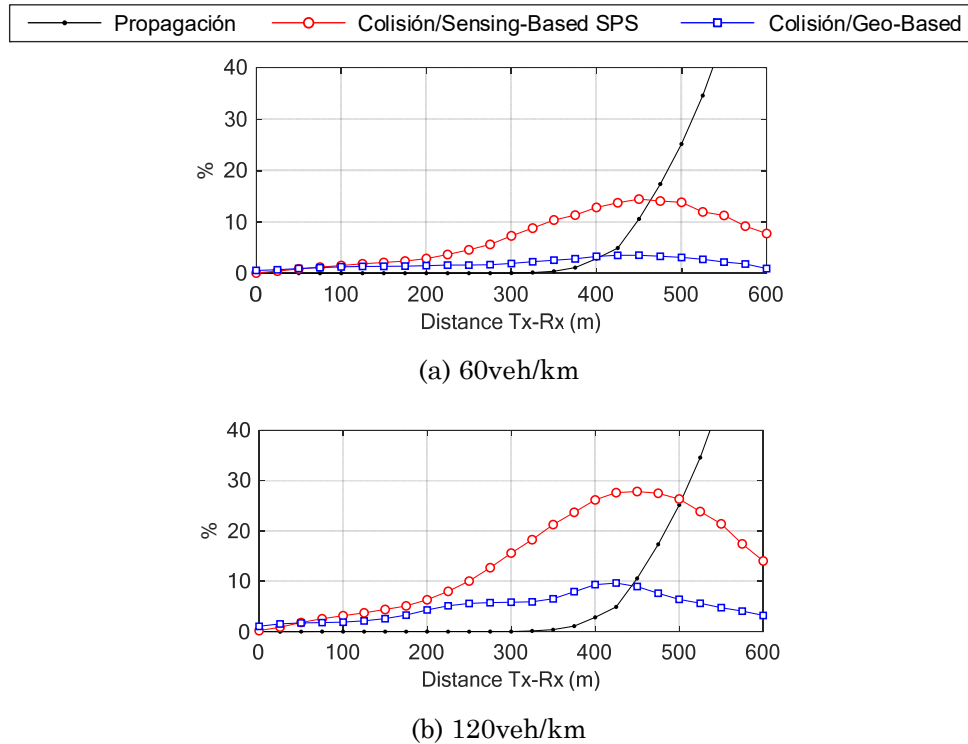 Propagación Colisión/Sensing-Based SPS Colisión/Geo-Based
40
30
20
10
0
%
0 100 200 300 400 500 600
Distance Tx-Rx (m)
(a) 60veh/km
40
30
20
10
0
%
0 100 200 300 400 500 600
Distance Tx-Rx (m)
(b) 120veh/km